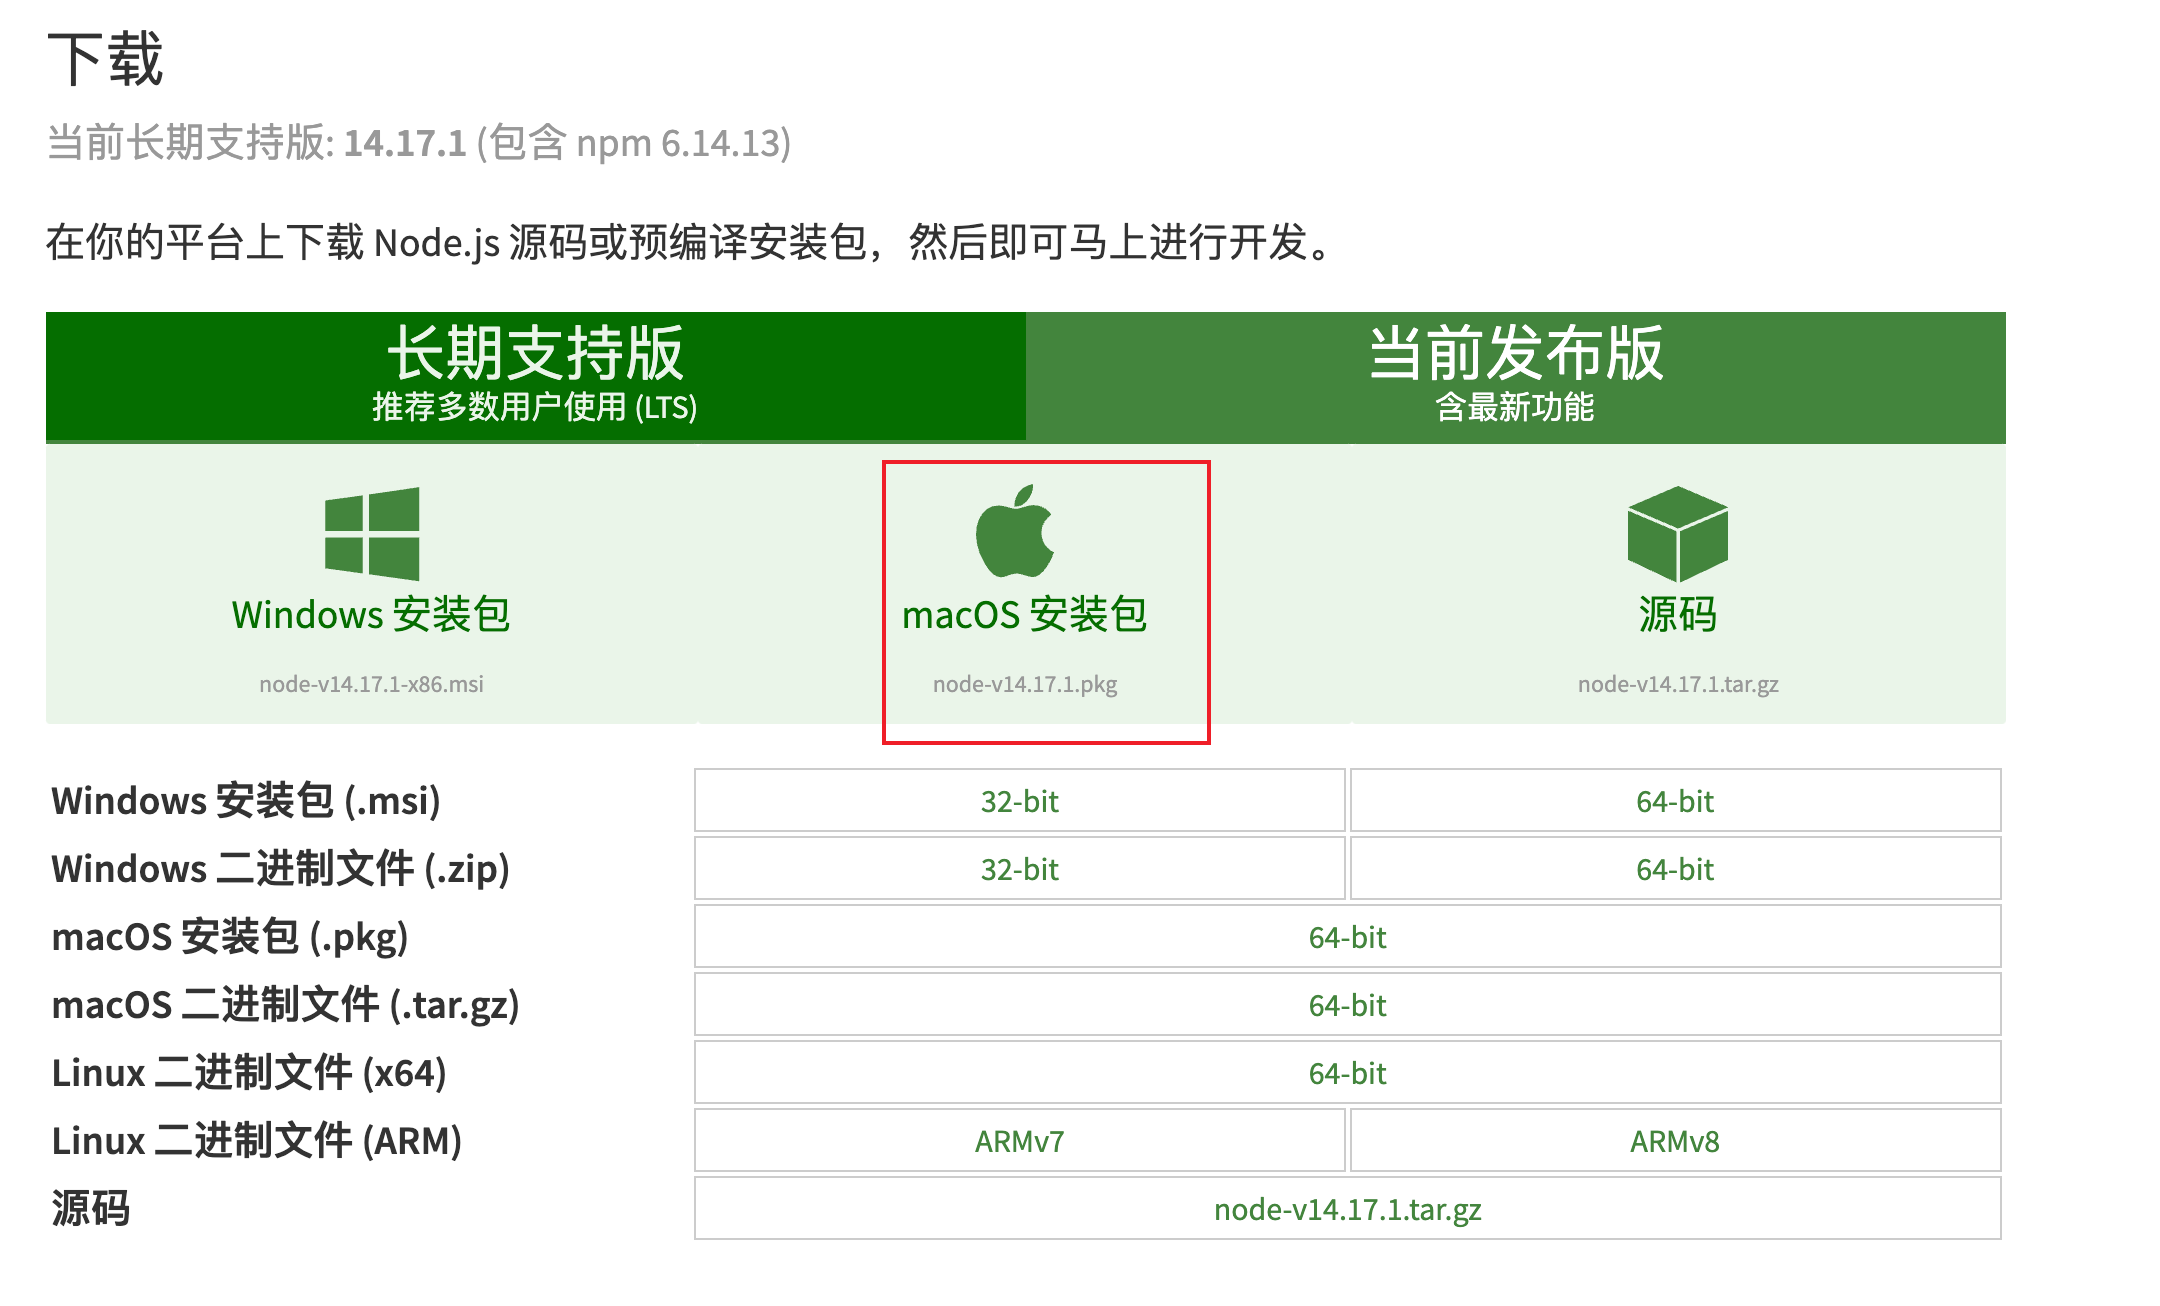 下载
当前长期支持版: 14.17.1 (包含 npm 6.14.13)
在你的平台上下载 Node.js 源码或预编译安装包，然后即可马上进行开发。
长期支持版
推荐多数用户使用 (LTS)
当前发布版
含最新功能
Windows 安装包
node-v14.17.1-x86.msi
macOS 安装包
node-v14.17.1.pkg
源码
node-v14.17.1.tar.gz
Windows 安装包 (.msi) 32-bit 64-bit
Windows 二进制文件 (.zip) 32-bit 64-bit
macOS 安装包 (.pkg) 64-bit
macOS 二进制文件 (.tar.gz) 64-bit
Linux 二进制文件 (x64) 64-bit
Linux 二进制文件 (ARM) ARMv7 ARMv8
源码 node-v14.17.1.tar.gz